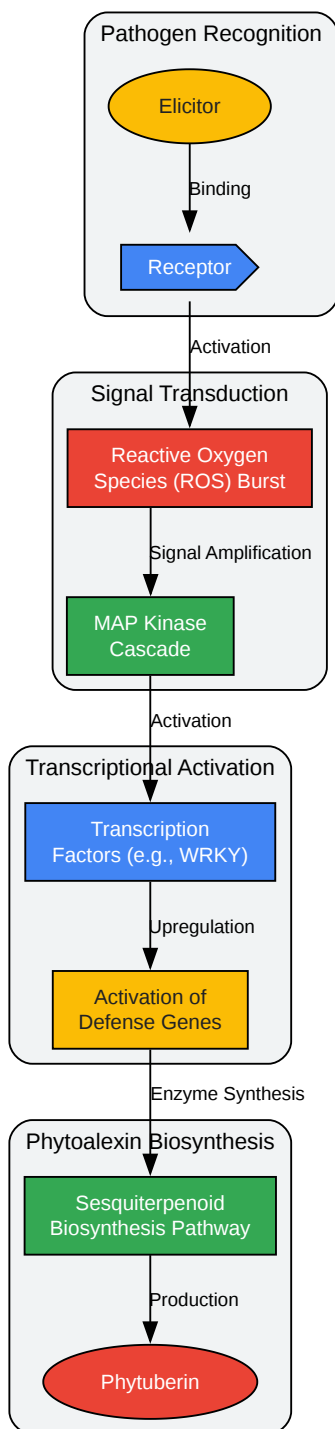 Pathogen Recognition
Elicitor
Binding
Receptor
Activation
Signal Transduction
Reactive Oxygen
Species (ROS) Burst
Signal Amplification
MAP Kinase
Cascade
Activation
Transcriptional Activation
Transcription
Factors (e.g., WRKY)
Upregulation
Activation of
Defense Genes
Enzyme Synthesis
Phytoalexin Biosynthesis
Sesquiterpenoid
Biosynthesis Pathway
Production
Phytuberin